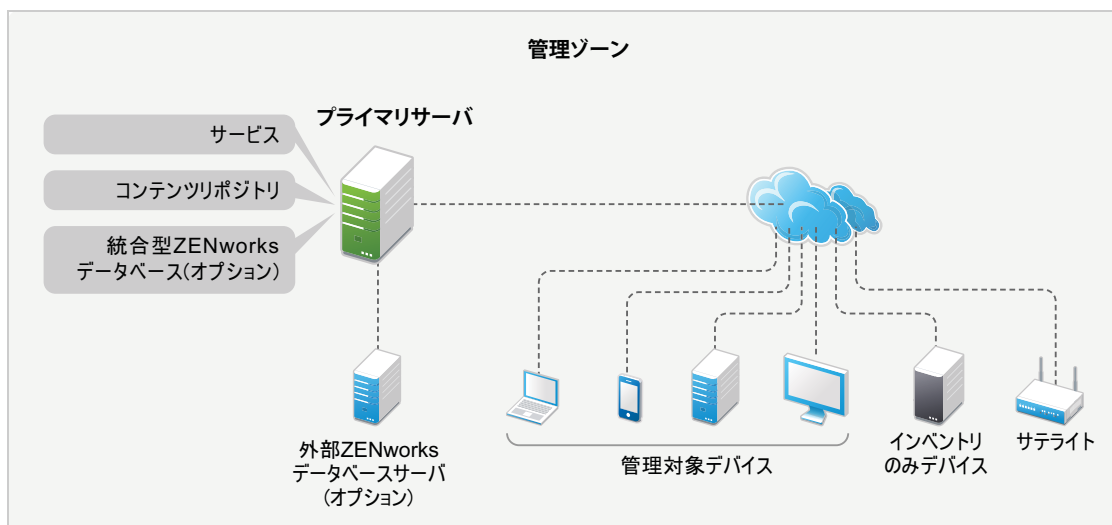 管理ゾーン
プライマリサーバ
サービス
コンテンツリポジトリ
統合型ZENworks
データベース(オプション)
外部ZENworks
データベースサーバ
(オプション)
管理対象デバイス
インベントリ
のみデバイス
サテライト